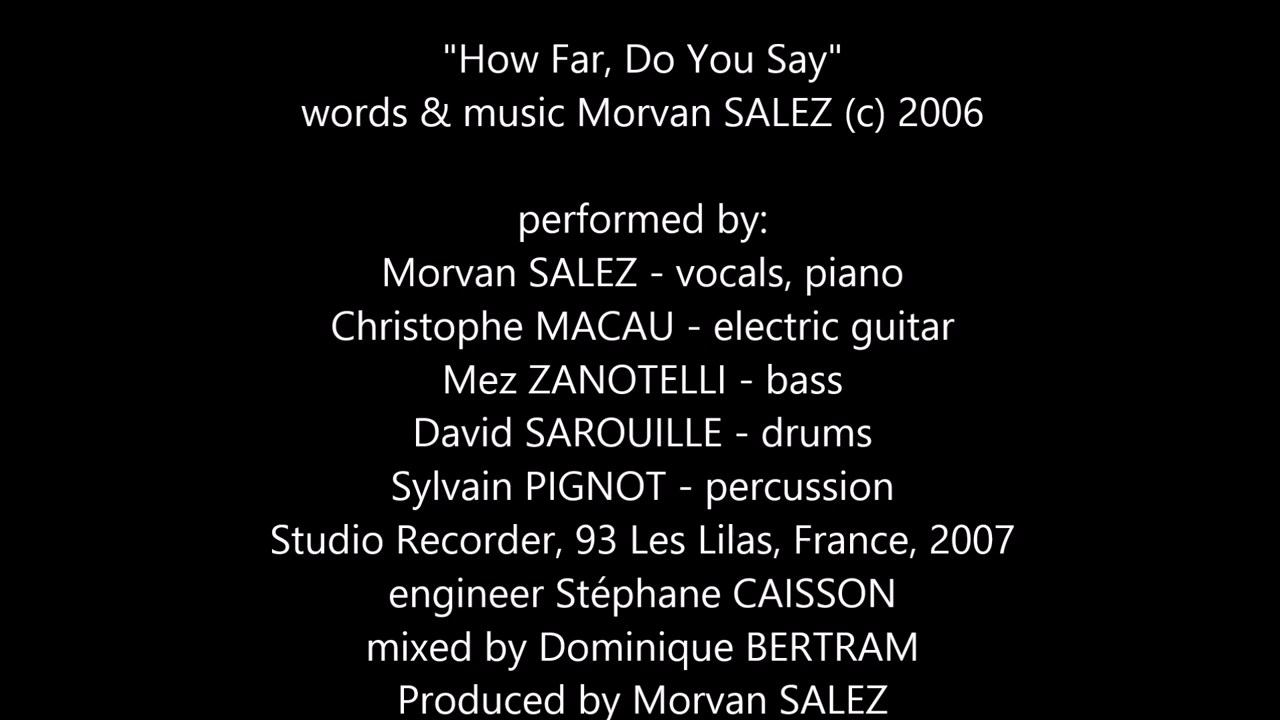 "How Far, Do You Say"
words & music Morvan SALEZ (c) 2006
performed by:
Morvan SALEZ - vocals, piano
Christophe MACAU - electric guitar
Mez ZANOTELLI - bass
David SAROUILLE - drums
Sylvain PIGNOT - percussion
Studio Recorder, 93 Les Lilas, France, 2007
engineer Stéphane CAISSON
mixed by Dominique BERTRAM
Produced by Morvan SALEZ